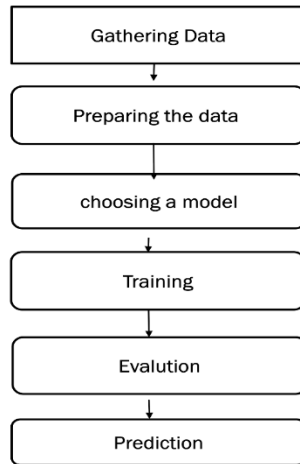 Gathering Data
Preparing the data
choosing a model
Training
Evalution
Prediction